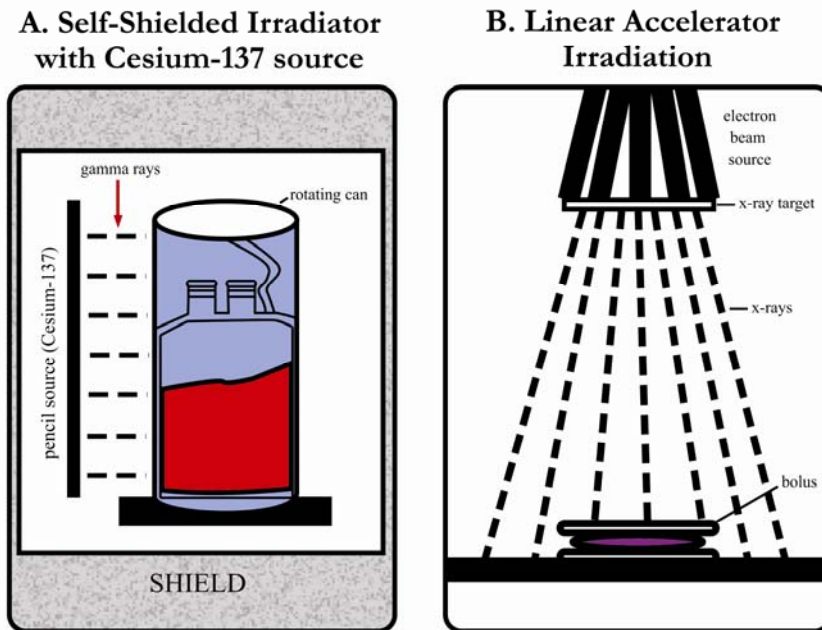 A. Self-Shielded Irradiator
with Cesium-137 source
gamma rays
rotating can
pencil source (Cesium-137)
SHIELD
B. Linear Accelerator
Irradiation
electron
beam
source
x-ray target
x-rays
bolus